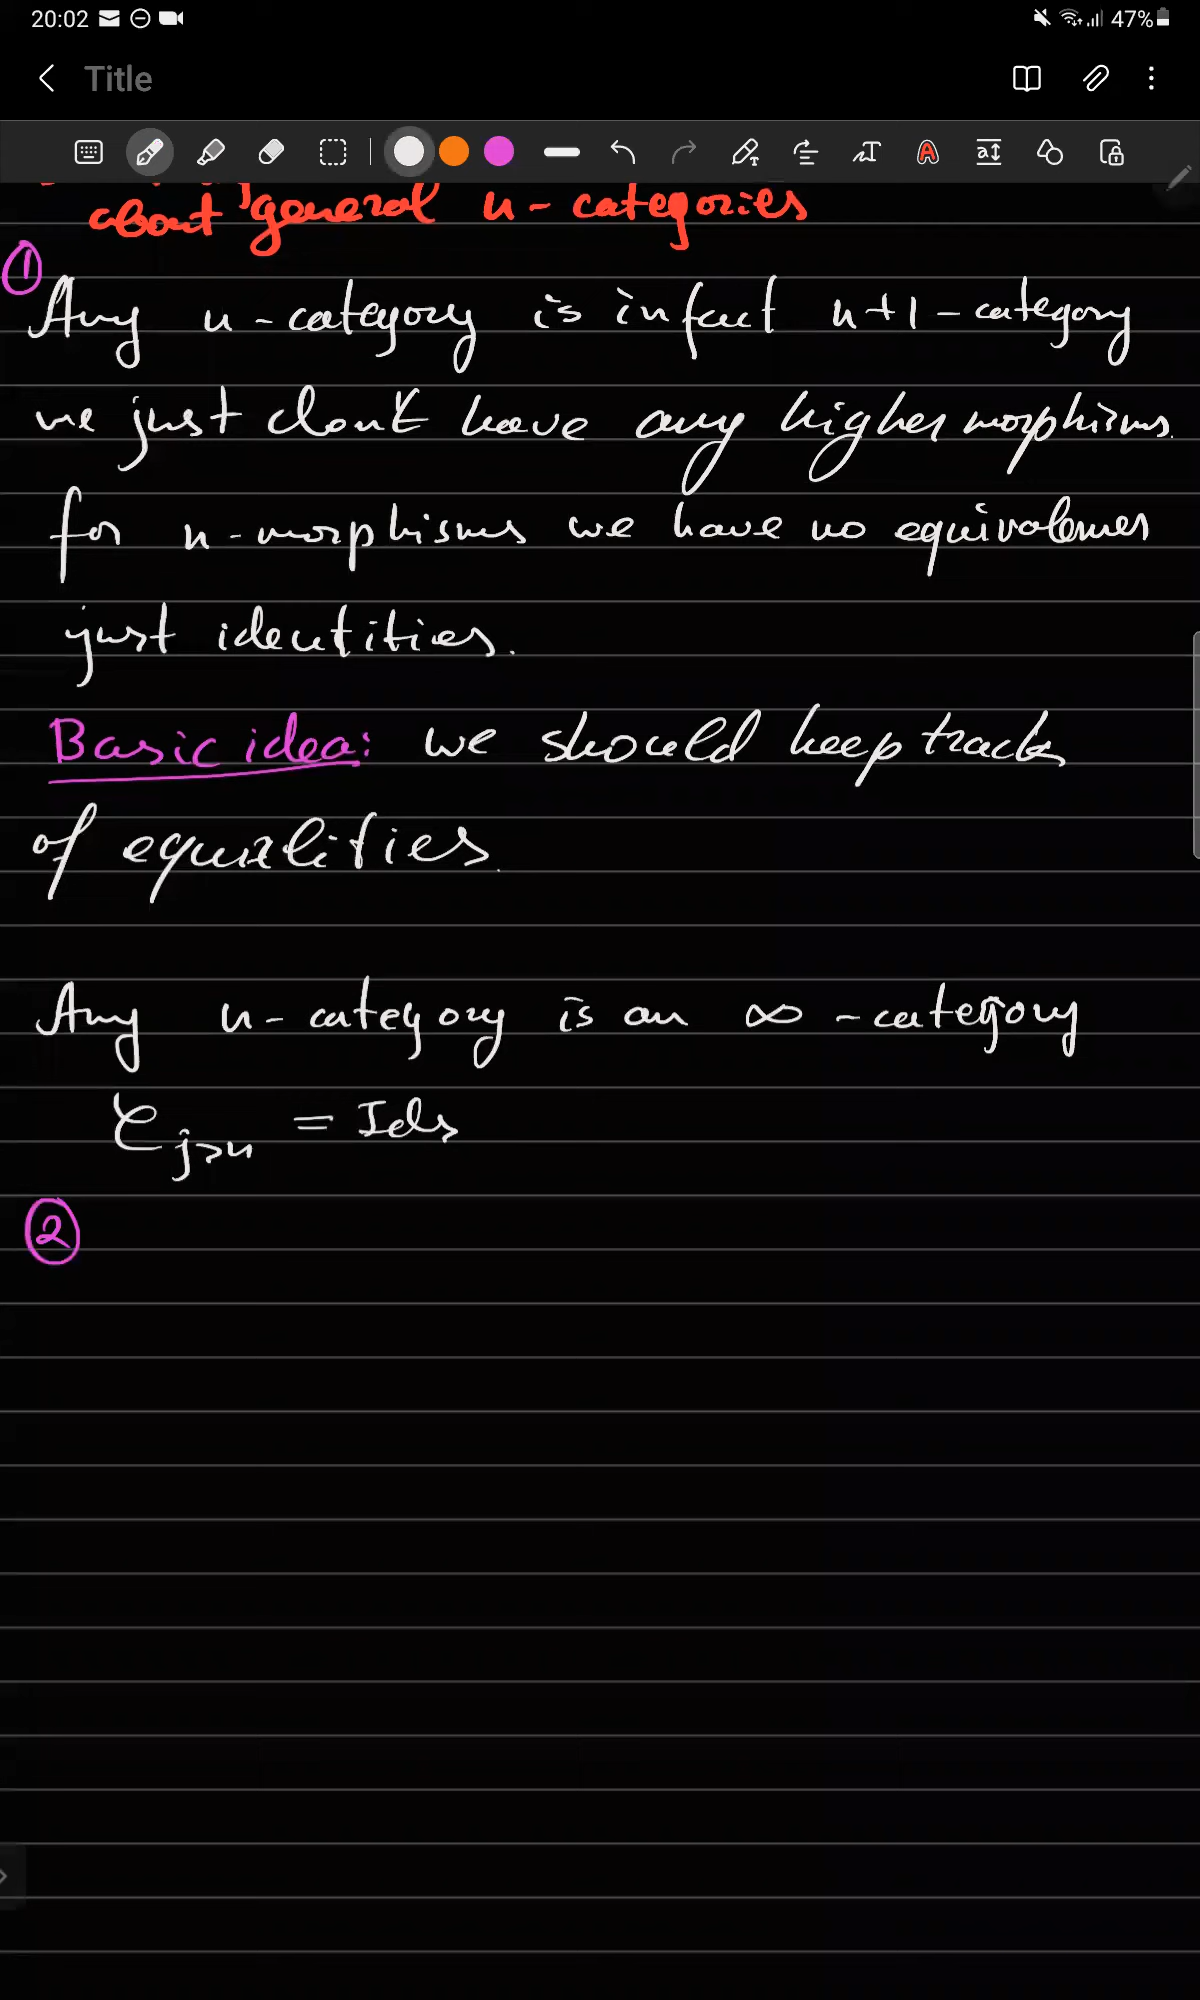 20:02 47%
Title
about general n-categories
① Any n-category is in fact n+1-category
we just dont have any higher morphisms.
for n-morphisms we have no equivalences
just identities.
Basic idea: we should keep track
of equalities.
Any n-category is an ∞-category
𝒞_{j>n} = Ids
②